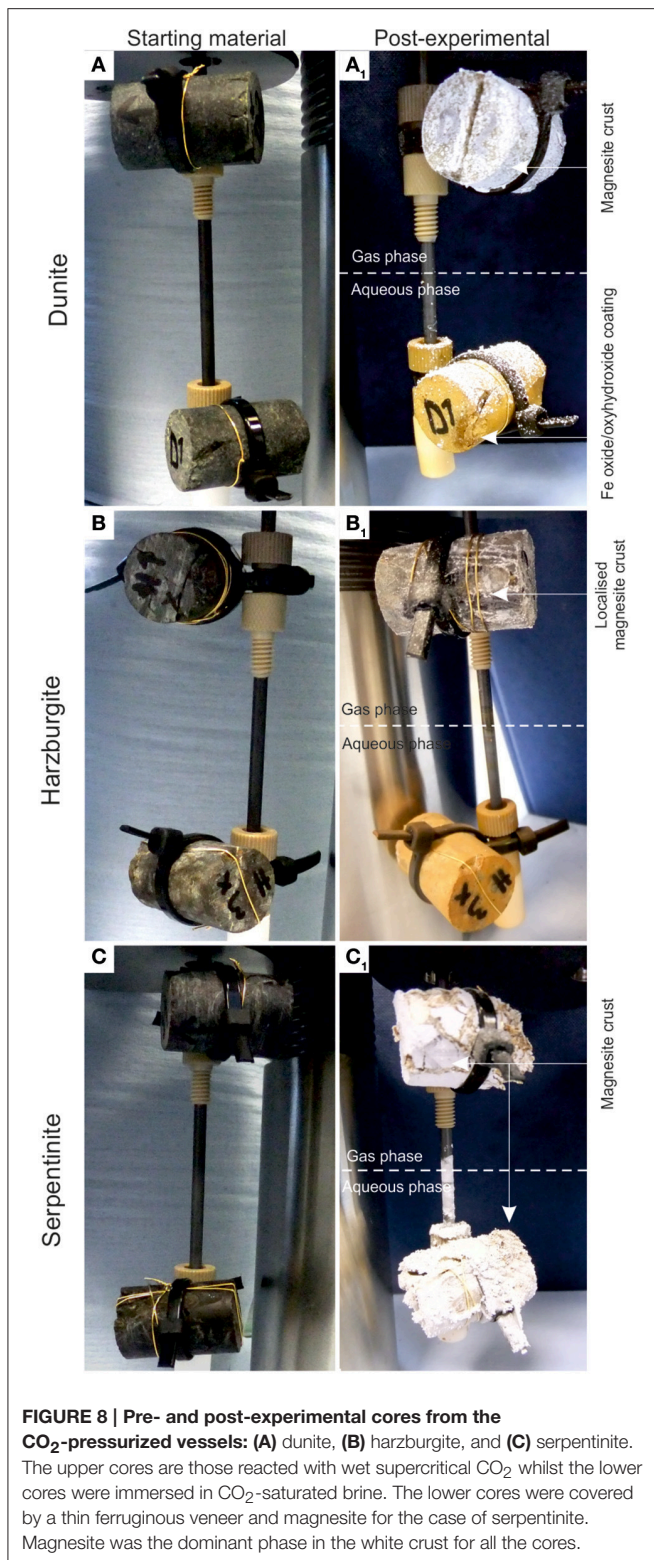 Starting material
Post-experimental
Dunite
A
A1
Magnesite crust
Gas phase
Aqueous phase
Fe oxide/oxyhydroxide coating
D1
D1
Harzburgite
B
B1
Localised
magnesite crust
Gas phase
Aqueous phase
Serpentinite
C
C1
Magnesite crust
Gas phase
Aqueous phase
FIGURE 8 | Pre- and post-experimental cores from the
CO2-pressurized vessels: (A) dunite, (B) harzburgite, and (C) serpentinite.
The upper cores are those reacted with wet supercritical CO2 whilst the lower
cores were immersed in CO2-saturated brine. The lower cores were covered
by a thin ferruginous veneer and magnesite for the case of serpentinite.
Magnesite was the dominant phase in the white crust for all the cores.